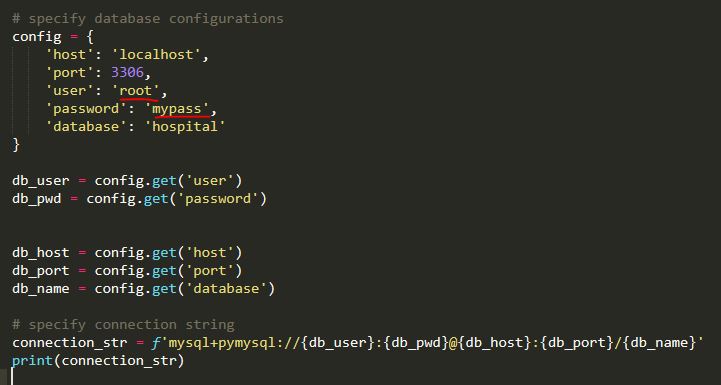 # specify database configurations
config = {
    'host': 'localhost',
    'port': 3306,
    'user': 'root',
    'password': 'mypass',
    'database': 'hospital'
}
db_user = config.get('user')
db_pwd = config.get('password')
db_host = config.get('host')
db_port = config.get('port')
db_name = config.get('database')
# specify connection string
connection_str = f'mysql+pymysql://{db_user}:{db_pwd}@{db_host}:{db_port}/{db_name}'
print(connection_str)